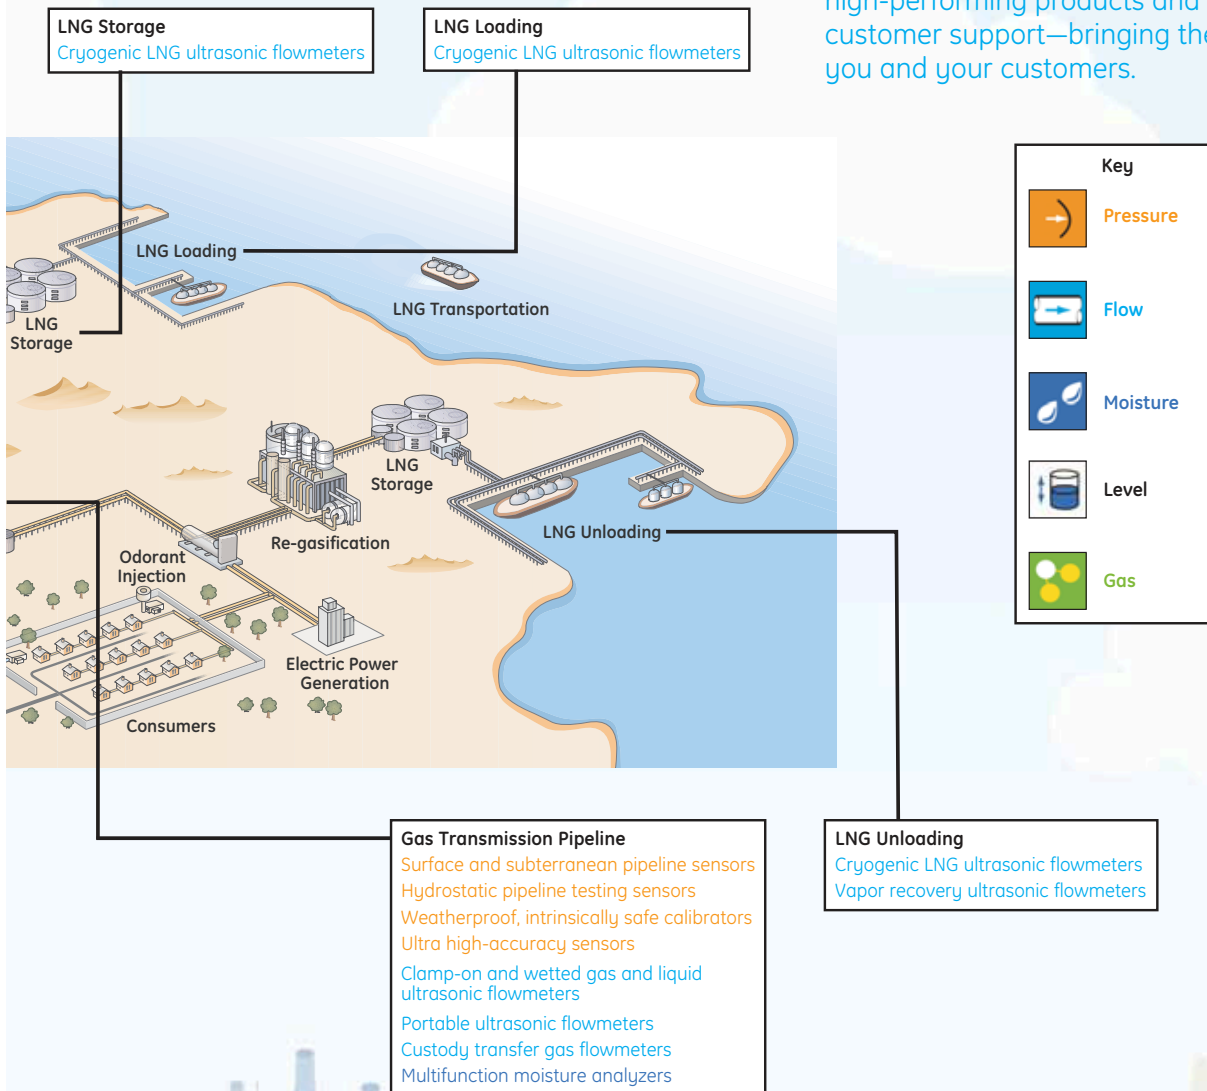 high-performing products and
customer support—bringing the
you and your customers.
LNG Storage
Cryogenic LNG ultrasonic flowmeters
LNG Loading
Cryogenic LNG ultrasonic flowmeters
Key
Pressure
Flow
Moisture
Level
Gas
LNG Loading
LNG Transportation
LNG
Storage
LNG
Storage
Re-gasification
LNG Unloading
Odorant
Injection
Electric Power
Generation
Consumers
Gas Transmission Pipeline
Surface and subterranean pipeline sensors
Hydrostatic pipeline testing sensors
Weatherproof, intrinsically safe calibrators
Ultra high-accuracy sensors
Clamp-on and wetted gas and liquid
ultrasonic flowmeters
Portable ultrasonic flowmeters
Custody transfer gas flowmeters
Multifunction moisture analyzers
LNG Unloading
Cryogenic LNG ultrasonic flowmeters
Vapor recovery ultrasonic flowmeters